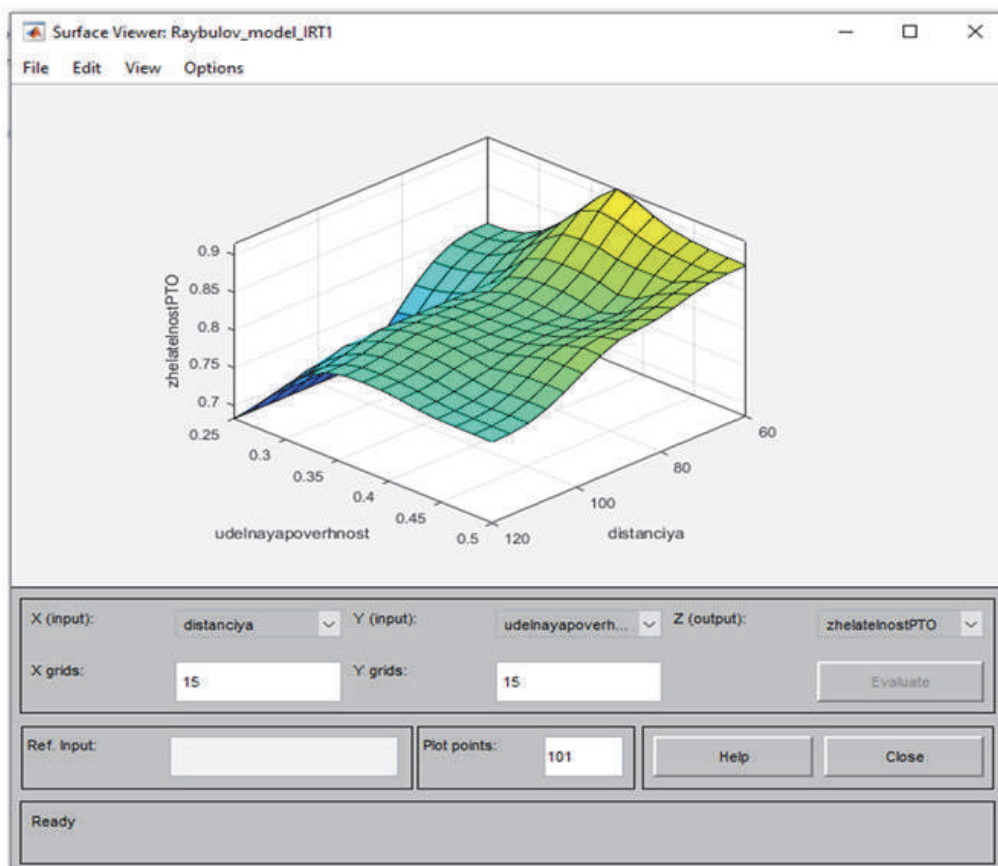 Surface Viewer: Raybulov_model_IRT1
File Edit View Options
zhelatelnostPTO
0.9
0.85
0.8
0.75
0.7
0.25
0.3
0.35
0.4
0.45
0.5
udelnayapoverhnost
120
100
80
60
distanciya
X (input): distanciya Y (input): udelnayapoverh... Z (output): zhelatelnostPTO
X grids: 15 Y grids: 15 Evaluate
Ref. Input: Plot points: 101 Help Close
Ready